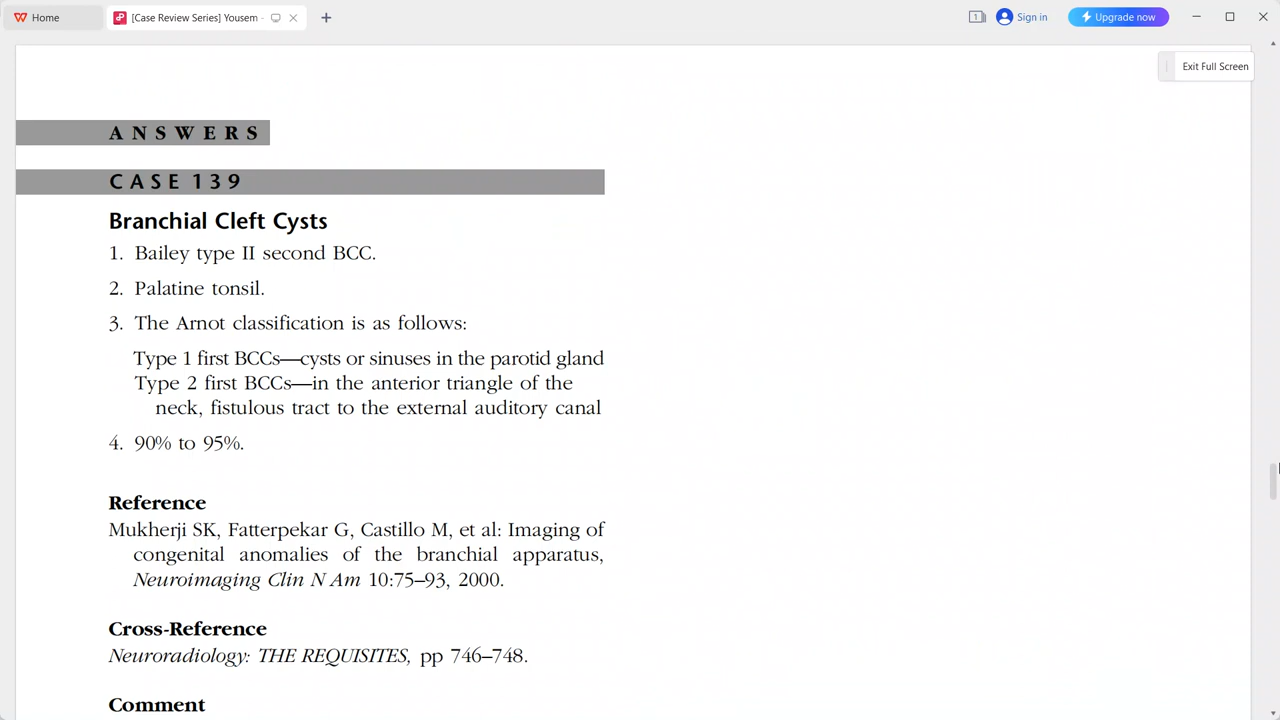 Home
[Case Review Series] Yousem -
1
Sign in
Upgrade now
Exit Full Screen
ANSWERS
CASE 139
Branchial Cleft Cysts
1. Bailey type II second BCC.
2. Palatine tonsil.
3. The Arnot classification is as follows:
Type 1 first BCCs—cysts or sinuses in the parotid gland
Type 2 first BCCs—in the anterior triangle of the
neck, fistulous tract to the external auditory canal
4. 90% to 95%.
Reference
Mukherji SK, Fatterpekar G, Castillo M, et al: Imaging of
congenital anomalies of the branchial apparatus,
Neuroimaging Clin N Am 10:75–93, 2000.
Cross-Reference
Neuroradiology: THE REQUISITES, pp 746–748.
Comment